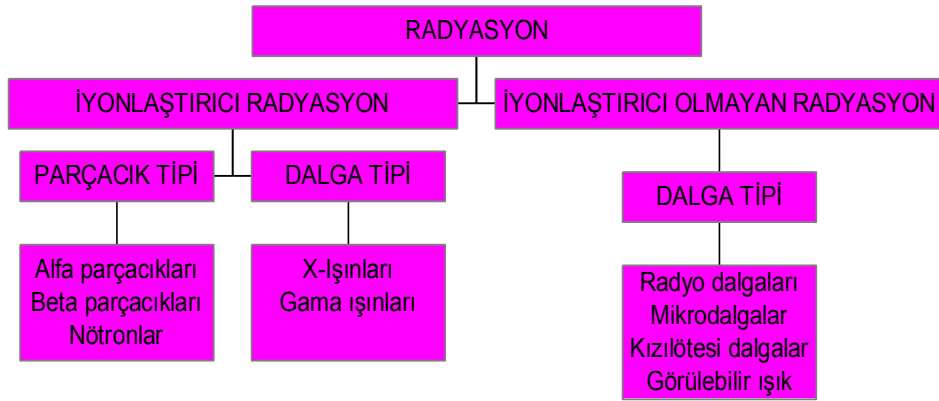 RADYASYON
İYONLAŞTIRICI RADYASYON
İYONLAŞTIRICI OLMAYAN RADYASYON
PARÇACIK TİPİ
DALGA TİPİ
DALGA TİPİ
Alfa parçacıkları
Beta parçacıkları
Nötronlar
X-Işınları
Gama ışınları
Radyo dalgaları
Mikrodalgalar
Kızılötesi dalgalar
Görülebilir ışık